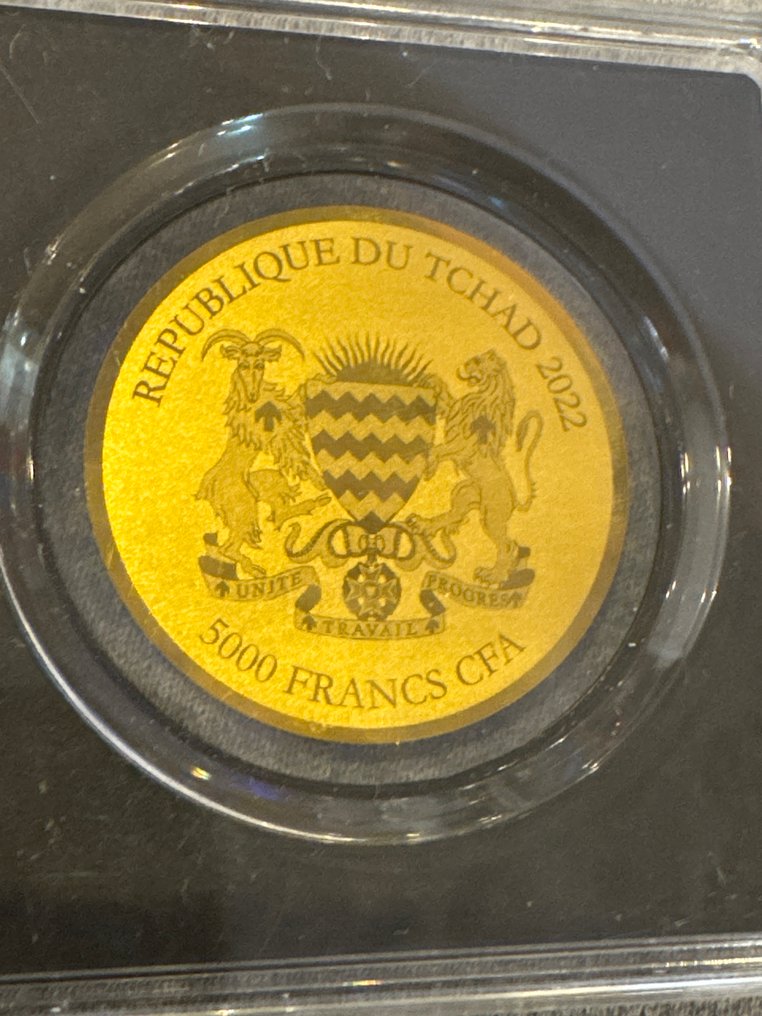 REPUBLIQUE DU TCHAD 2022
UNITE
TRAVAIL
PROGRES
5000 FRANCS CFA